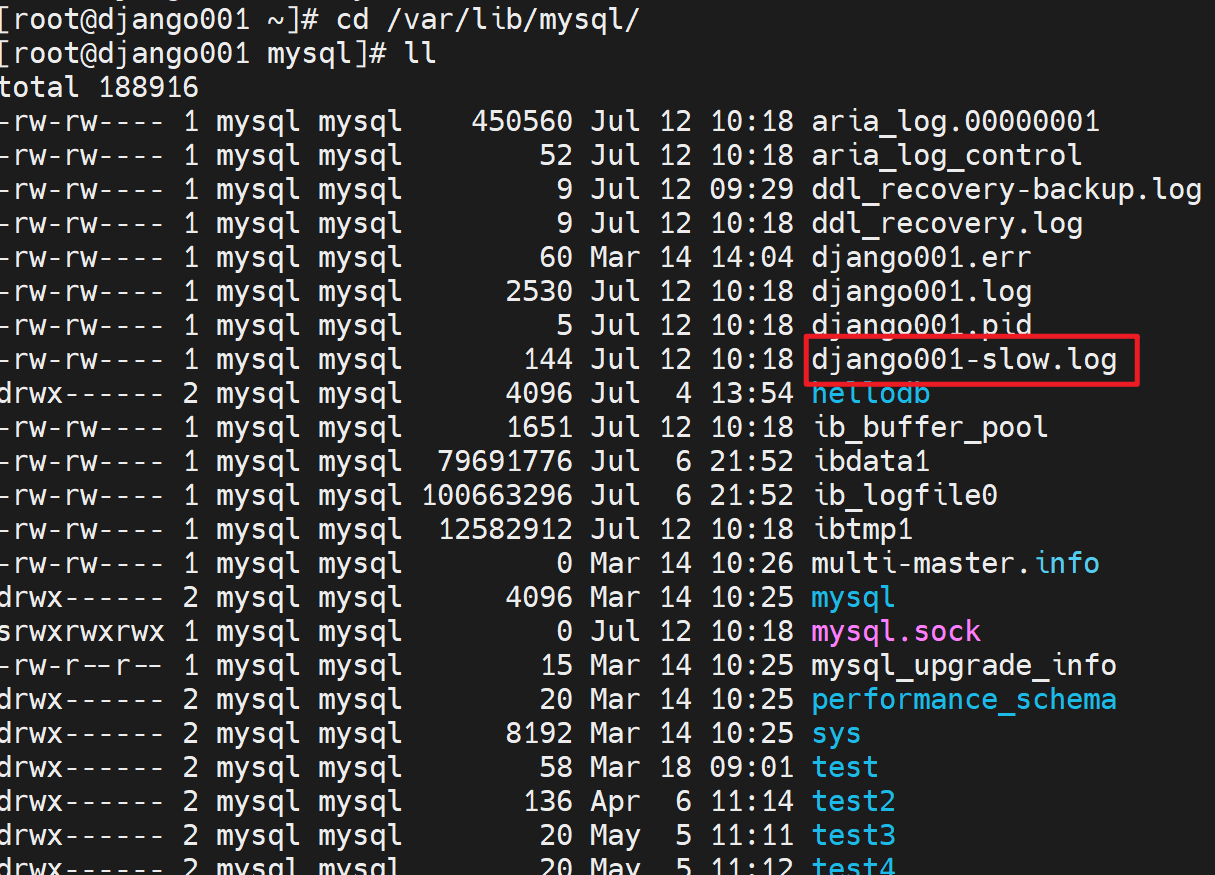 [root@django001 ~]# cd /var/lib/mysql/
[root@django001 mysql]# ll
total 188916
-rw-rw---- 1 mysql mysql    450560 Jul 12 10:18 aria_log.00000001
-rw-rw---- 1 mysql mysql        52 Jul 12 10:18 aria_log_control
-rw-rw---- 1 mysql mysql         9 Jul 12 09:29 ddl_recovery-backup.log
-rw-rw---- 1 mysql mysql         9 Jul 12 10:18 ddl_recovery.log
-rw-rw---- 1 mysql mysql        60 Mar 14 14:04 django001.err
-rw-rw---- 1 mysql mysql      2530 Jul 12 10:18 django001.log
-rw-rw---- 1 mysql mysql         5 Jul 12 10:18 django001.pid
-rw-rw---- 1 mysql mysql       144 Jul 12 10:18 django001-slow.log
drwx------ 2 mysql mysql      4096 Jul  4 13:54 hellodb
-rw-rw---- 1 mysql mysql      1651 Jul 12 10:18 ib_buffer_pool
-rw-rw---- 1 mysql mysql  79691776 Jul  6 21:52 ibdata1
-rw-rw---- 1 mysql mysql 100663296 Jul  6 21:52 ib_logfile0
-rw-rw---- 1 mysql mysql  12582912 Jul 12 10:18 ibtmp1
-rw-rw---- 1 mysql mysql         0 Mar 14 10:26 multi-master.info
drwx------ 2 mysql mysql      4096 Mar 14 10:25 mysql
srwxrwxrwx 1 mysql mysql         0 Jul 12 10:18 mysql.sock
-rw-r--r-- 1 mysql mysql        15 Mar 14 10:25 mysql_upgrade_info
drwx------ 2 mysql mysql        20 Mar 14 10:25 performance_schema
drwx------ 2 mysql mysql      8192 Mar 14 10:25 sys
drwx------ 2 mysql mysql        58 Mar 18 09:01 test
drwx------ 2 mysql mysql       136 Apr  6 11:14 test2
drwx------ 2 mysql mysql        20 May  5 11:11 test3
drwx------ 2 mysql mysql        20 May  5 11:12 test4